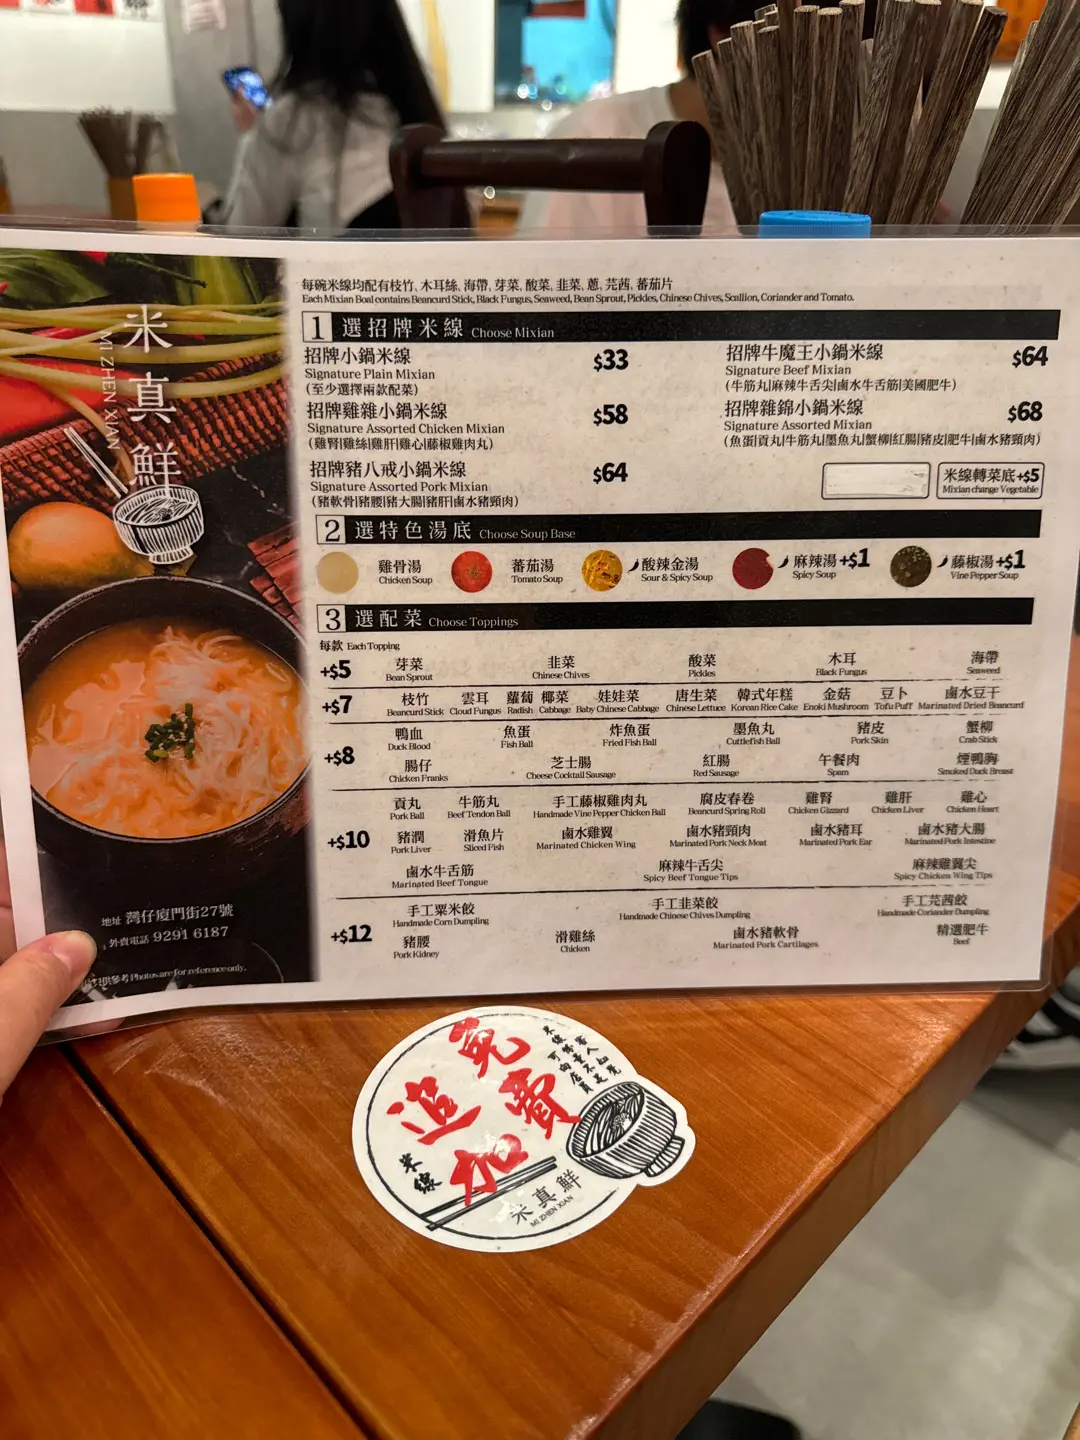 米真鮮
MI ZHEN XIAN
地址 灣仔廈門街27號
外賣電話 9291 6187
供參考 Photos are for reference only.
每碗米線均配有枝竹, 木耳絲, 海帶, 芽菜, 酸菜, 韭菜, 蔥, 芫茜, 蕃茄片
Each Mixian Boal contains Beancurd Stick, Black Fungus, Seaweed, Bean Sprout, Pickles, Chinese Chives, Scallion, Coriander and Tomato.
1 選招牌米線 Choose Mixian
招牌小鍋米線 $33
Signature Plain Mixian
(至少選擇兩款配菜)
招牌雞雜小鍋米線 $58
Signature Assorted Chicken Mixian
(雞腎|雞絲|雞肝|雞心|藤椒雞肉丸)
招牌豬八戒小鍋米線 $64
Signature Assorted Pork Mixian
(豬軟骨|豬腰|豬大腸|豬肝|鹵水豬頸肉)
招牌牛魔王小鍋米線 $64
Signature Beef Mixian
(牛筋丸|麻辣牛舌尖|鹵水牛舌筋|美國肥牛)
招牌雜錦小鍋米線 $68
Signature Assorted Mixian
(魚蛋|貢丸|牛筋丸|墨魚丸|蟹柳|紅腸|豬皮|肥牛|鹵水豬頸肉)
米線轉菜底+$5
Mixian change Vegetable
2 選特色湯底 Choose Soup Base
雞骨湯 蕃茄湯 酸辣金湯 麻辣湯+$1 藤椒湯+$1
Chicken Soup Tomato Soup Sour & Spicy Soup Spicy Soup Vine Pepper Soup
3 選配菜 Choose Toppings
每款 Each Topping
+$5 芽菜 韭菜 酸菜 木耳 海帶
Bean Sprout Chinese Chives Pickles Black Fungus Seaweed
+$7 枝竹 雲耳 蘿蔔 椰菜 娃娃菜 唐生菜 韓式年糕 金菇 豆卜 鹵水豆干
Beancurd Stick Cloud Fungus Radish Cabbage Baby Chinese Cabbage Chinese Lettuce Korean Rice Cake Enoki Mushroom Tofu Puff Marinated Dried Beancurd
+$8 鴨血 魚蛋 炸魚蛋 墨魚丸 豬皮 蟹柳
Duck Blood Fish Ball Fried Fish Ball Cuttlefish Ball Pork Skin Crab Stick
腸仔 芝士腸 紅腸 午餐肉 煙鴨胸
Chicken Franks Cheese Cocktail Sausage Red Sausage Spam Smoked Duck Breast
+$10 貢丸 牛筋丸 手工藤椒雞肉丸 腐皮春卷 雞腎 雞肝 雞心
Pork Ball Beef Tendon Ball Handmade Vine Pepper Chicken Ball Beancurd Spring Roll Chicken Gizzard Chicken Liver Chicken Heart
豬潤 滑魚片 鹵水雞翼 鹵水豬頸肉 鹵水豬耳 鹵水豬大腸
Pork Liver Sliced Fish Marinated Chicken Wing Marinated Pork Neck Meat Marinated Pork Ear Marinated Pork Intestine
鹵水牛舌筋 麻辣牛舌尖 麻辣雞翼尖
Marinated Beef Tongue Spicy Beef Tongue Tips Spicy Chicken Wing Tips
+$12 手工粟米餃 手工韭菜餃 手工芫茜餃
Handmade Corn Dumpling Handmade Chinese Chives Dumpling Handmade Coriander Dumpling
豬腰 滑雞絲 鹵水豬軟骨 精選肥牛
Pork Kidney Chicken Marinated Pork Cartilages Beef
免費
追加
米線
客人如覺
米線份量不足
可向店員
米真鮮
MI ZHEN XIAN